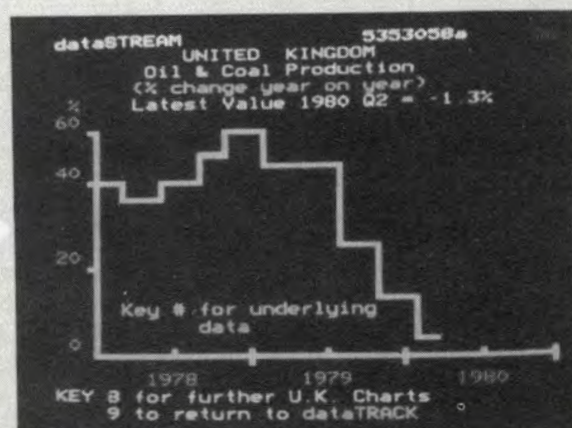 dataSTREAM 5353058a
UNITED KINGDOM
Oil & Coal Production
(% change year on year)
Latest Value 1980 Q2 = -1.3%
%
60
40
20
0
Key # for underlying
data
1978 1979 1980
KEY 8 for further U.K. Charts
9 to return to dataTRACK